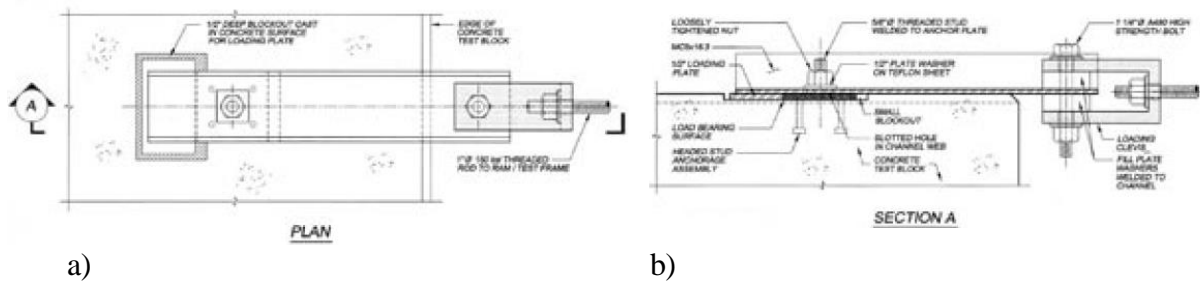 1/2" DEEP BLOCKOUT CAST
IN CONCRETE SURFACE
FOR LOADING PLATE
EDGE OF
CONCRETE
TEST BLOCK
A
1"Ø 150 ksi THREADED
ROD TO RAM / TEST FRAME
PLAN
a)
LOOSELY
TIGHTENED NUT
1/2" LOADING
PLATE
LOAD BEARING
SURFACE
HEADED STUD
ANCHORAGE
ASSEMBLY
5/8"Ø THREADED STUD
WELDED TO ANCHOR PLATE
1/2" PLATE WASHER
ON TEFLON SHEET
SMALL
BLOCKOUT
SLOTTED HOLE
IN CHANNEL WEB
CONCRETE
TEST BLOCK
1 1/4"Ø A490 HIGH
STRENGTH BOLT
LOADING
CLEVIS
FILL PLATE
WASHERS
WELDED TO
CHANNEL
SECTION A
b)